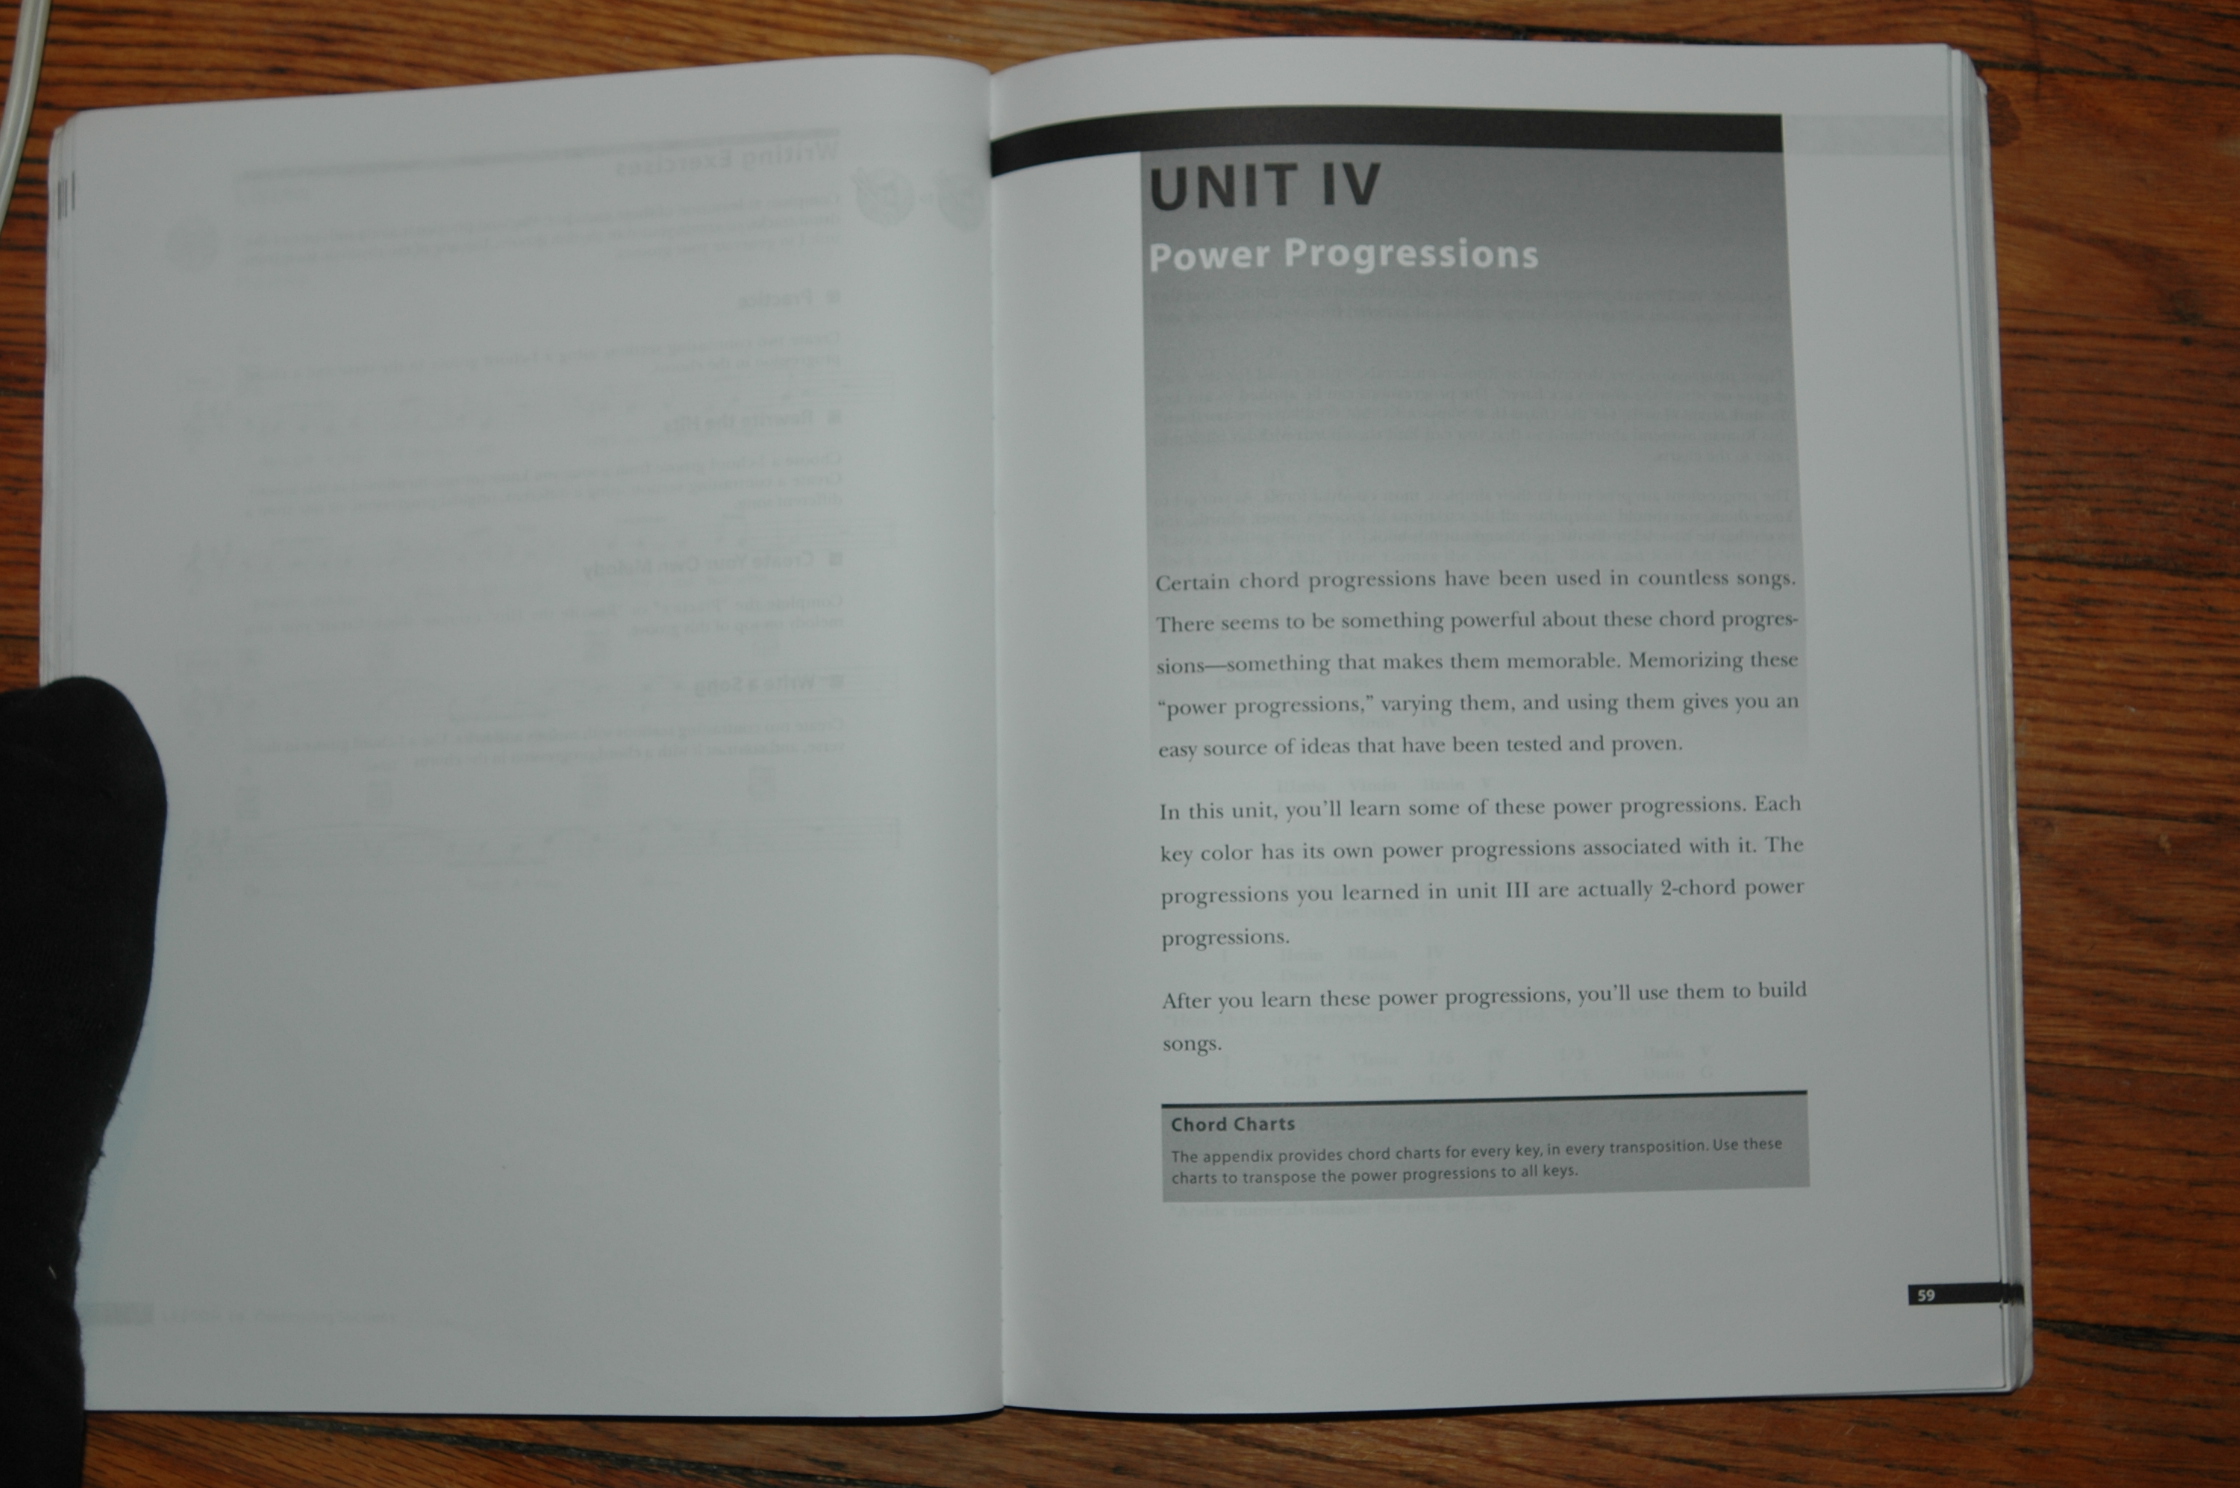 UNIT IV
Power Progressions
Certain chord progressions have been used in countless songs.
There seems to be something powerful about these chord progres-
sions—something that makes them memorable. Memorizing these
“power progressions,” varying them, and using them gives you an
easy source of ideas that have been tested and proven.
In this unit, you’ll learn some of these power progressions. Each
key color has its own power progressions associated with it. The
progressions you learned in unit III are actually 2-chord power
progressions.
After you learn these power progressions, you’ll use them to build
songs.
Chord Charts
The appendix provides chord charts for every key, in every transposition. Use these
charts to transpose the power progressions to all keys.
59